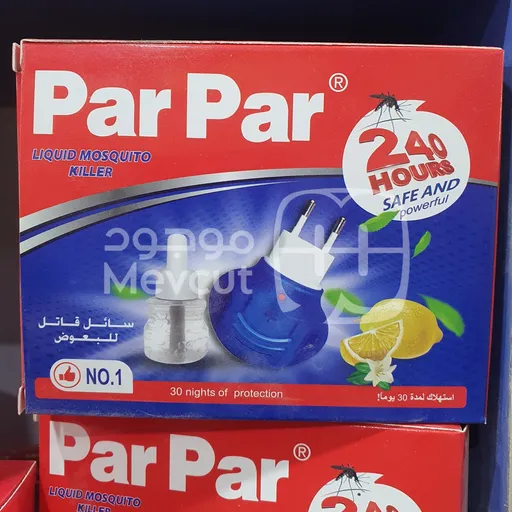 Par Par®
LIQUID MOSQUITO
KILLER
240
HOURS
SAFE AND
powerful
موجود
Mevcut
سائل قاتل
للبعوض
NO.1
30 nights of protection
استهلاك لمدة 30 يوما!
Par Par®
LIQUID MOSQUITO
KILLER
240